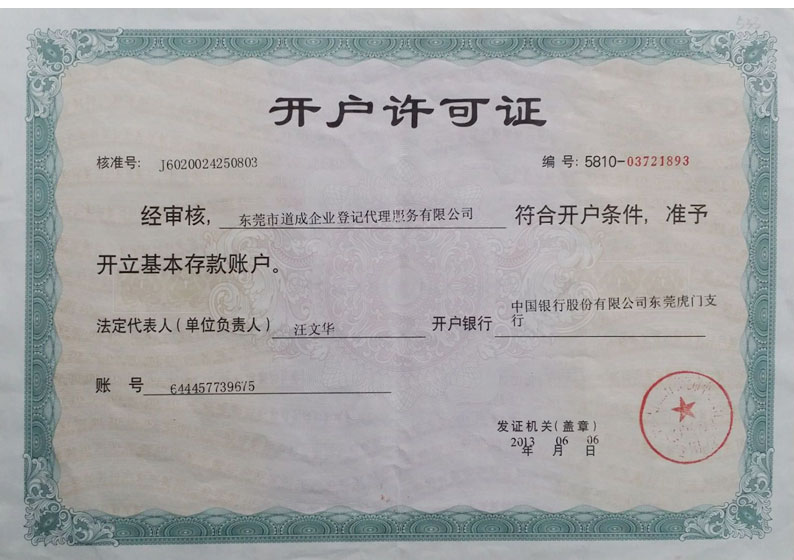 开户许可证
核准号: J6020024250803 编号: 5810-03721893
经审核, 东莞市道成企业登记代理服务有限公司 符合开户条件, 准予
开立基本存款账户。
法定代表人(单位负责人) 汪文华 开户银行 中国银行股份有限公司东莞虎门支
行
账 号 644457739675
发证机关(盖章)
2013 年 06 月 06 日